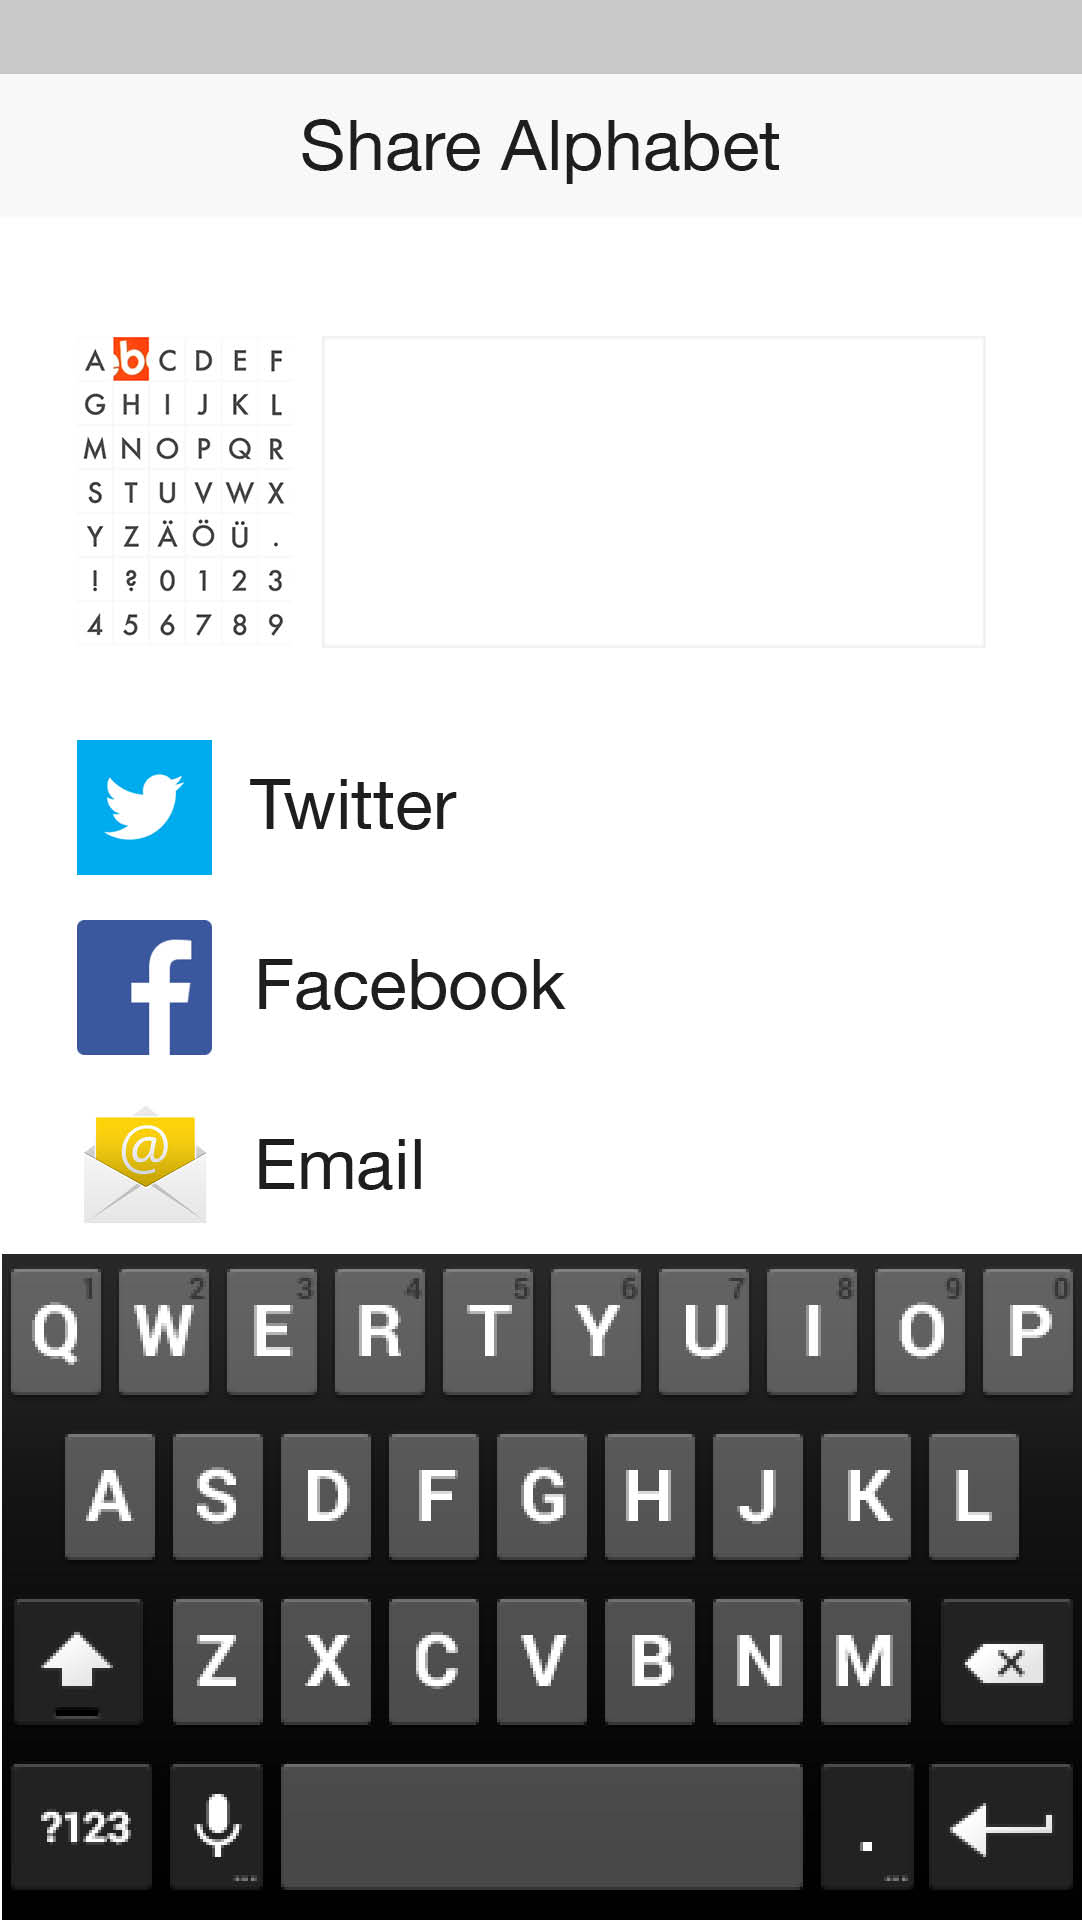 Share Alphabet
A b C D E F
G H I J K L
M N O P Q R
S T U V W X
Y Z Ä Ö Ü .
! ? 0 1 2 3
4 5 6 7 8 9
Twitter
f Facebook
@ Email
1 2 3 4 5 6 7 8 9 0
Q W E R T Y U I O P
A S D F G H J K L
Z X C V B N M
?123 .